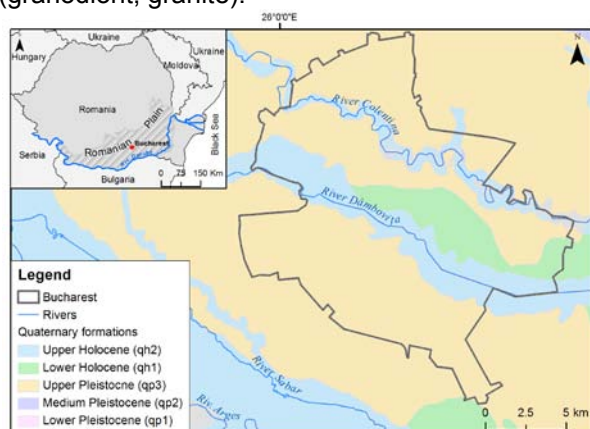 (granodiorit, granite).
26°0'0"E
Ukraine
Hungary
Ukraine
Moldova
Romania
Romanian Plain
Bucharest
Serbia
Black Sea
Bulgaria
0 75 150 Km
N
River Colentina
River Dâmbovița
River Sabar
Riv. Argeș
Legend
Bucharest
Rivers
Quaternary formations
Upper Holocene (qh2)
Lower Holocene (qh1)
Upper Pleistocne (qp3)
Medium Pleistocene (qp2)
Lower Pleistocene (qp1)
0 2.5 5 km